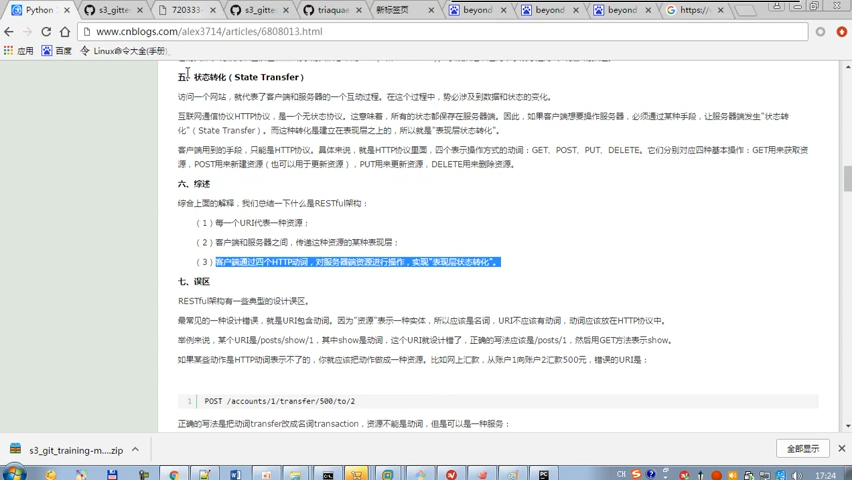 Python
s3_gittes
720333
s3_gittes
triaquae
新标签页
beyond
beyond
beyond
https://
www.cnblogs.com/alex3714/articles/6808013.html
应用 百度 Linux命令大全(手册)
五、状态转化（State Transfer）
访问一个网站，就代表了客户端和服务器的一个互动过程。在这个过程中，势必涉及到数据和状态的变化。
互联网通信协议HTTP协议，是一个无状态协议。这意味着，所有的状态都保存在服务器端。因此，如果客户端想要操作服务器，必须通过某种手段，让服务器端发生"状态转
化"（State Transfer）。而这种转化是建立在表现层之上的，所以就是"表现层状态转化"。
客户端用到的手段，只能是HTTP协议。具体来说，就是HTTP协议里面，四个表示操作方式的动词：GET、POST、PUT、DELETE。它们分别对应四种基本操作：GET用来获取资
源，POST用来新建资源（也可以用于更新资源），PUT用来更新资源，DELETE用来删除资源。
六、综述
综合上面的解释，我们总结一下什么是RESTful架构：
（1）每一个URI代表一种资源；
（2）客户端和服务器之间，传递这种资源的某种表现层；
（3）客户端通过四个HTTP动词，对服务器端资源进行操作，实现"表现层状态转化"。
七、误区
RESTful架构有一些典型的设计误区。
最常见的一种设计错误，就是URI包含动词。因为"资源"表示一种实体，所以应该是名词，URI不应该有动词，动词应该放在HTTP协议中。
举例来说，某个URI是/posts/show/1，其中show是动词，这个URI就设计错了，正确的写法应该是/posts/1，然后用GET方法表示show。
如果某些动作是HTTP动词表示不了的，你就应该把动作做成一种资源。比如网上汇款，从账户1向账户2汇款500元，错误的URI是：
1 POST /accounts/1/transfer/500/to/2
正确的写法是把动词transfer改成名词transaction，资源不能是动词，但是可以是一种服务：
s3_git_training-m....zip
全部显示
CH
17:24